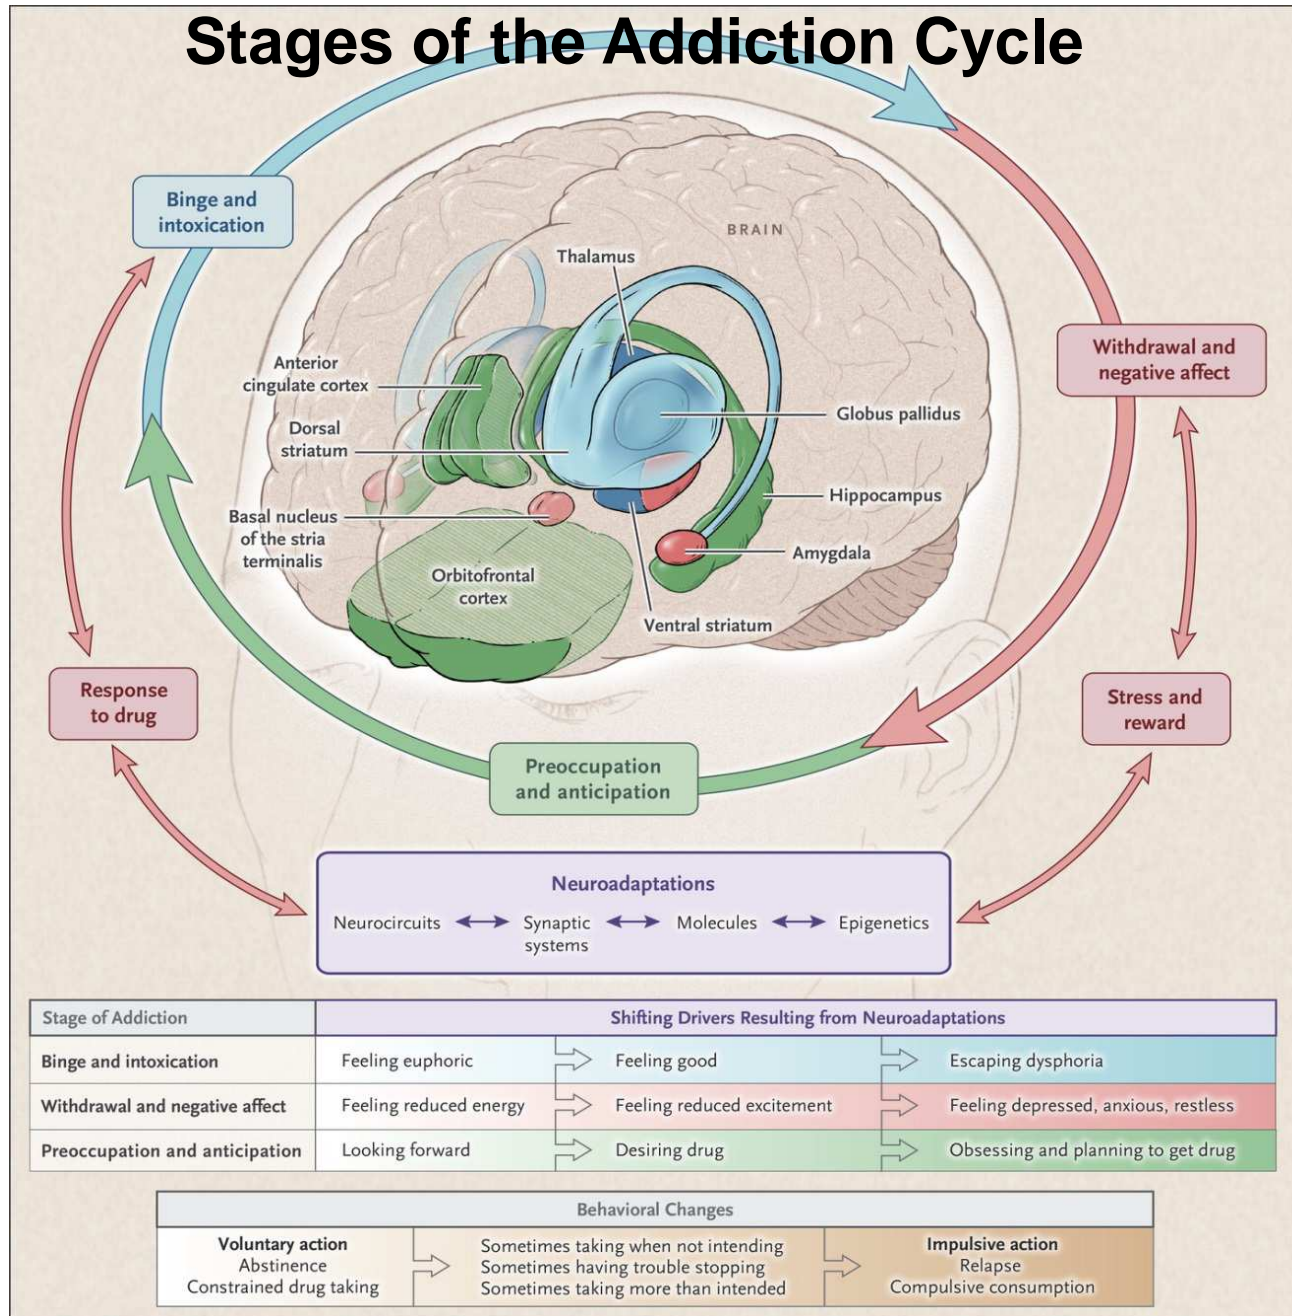 Stages of the Addiction Cycle
Binge and
intoxication
BRAIN
Thalamus
Anterior
cingulate cortex
Withdrawal and
negative affect
Globus pallidus
Dorsal
striatum
Hippocampus
Basal nucleus
of the stria
terminalis
Amygdala
Orbitofrontal
cortex
Ventral striatum
Response
to drug
Stress and
reward
Preoccupation
and anticipation
Neuroadaptations
Neurocircuits
Synaptic
systems
Molecules
Epigenetics
Stage of Addiction Shifting Drivers Resulting from Neuroadaptations
Binge and intoxication Feeling euphoric Feeling good Escaping dysphoria
Withdrawal and negative affect Feeling reduced energy Feeling reduced excitement Feeling depressed, anxious, restless
Preoccupation and anticipation Looking forward Desiring drug Obsessing and planning to get drug
Behavioral Changes
Voluntary action Sometimes taking when not intending Impulsive action
Abstinence Sometimes having trouble stopping Relapse
Constrained drug taking Sometimes taking more than intended Compulsive consumption